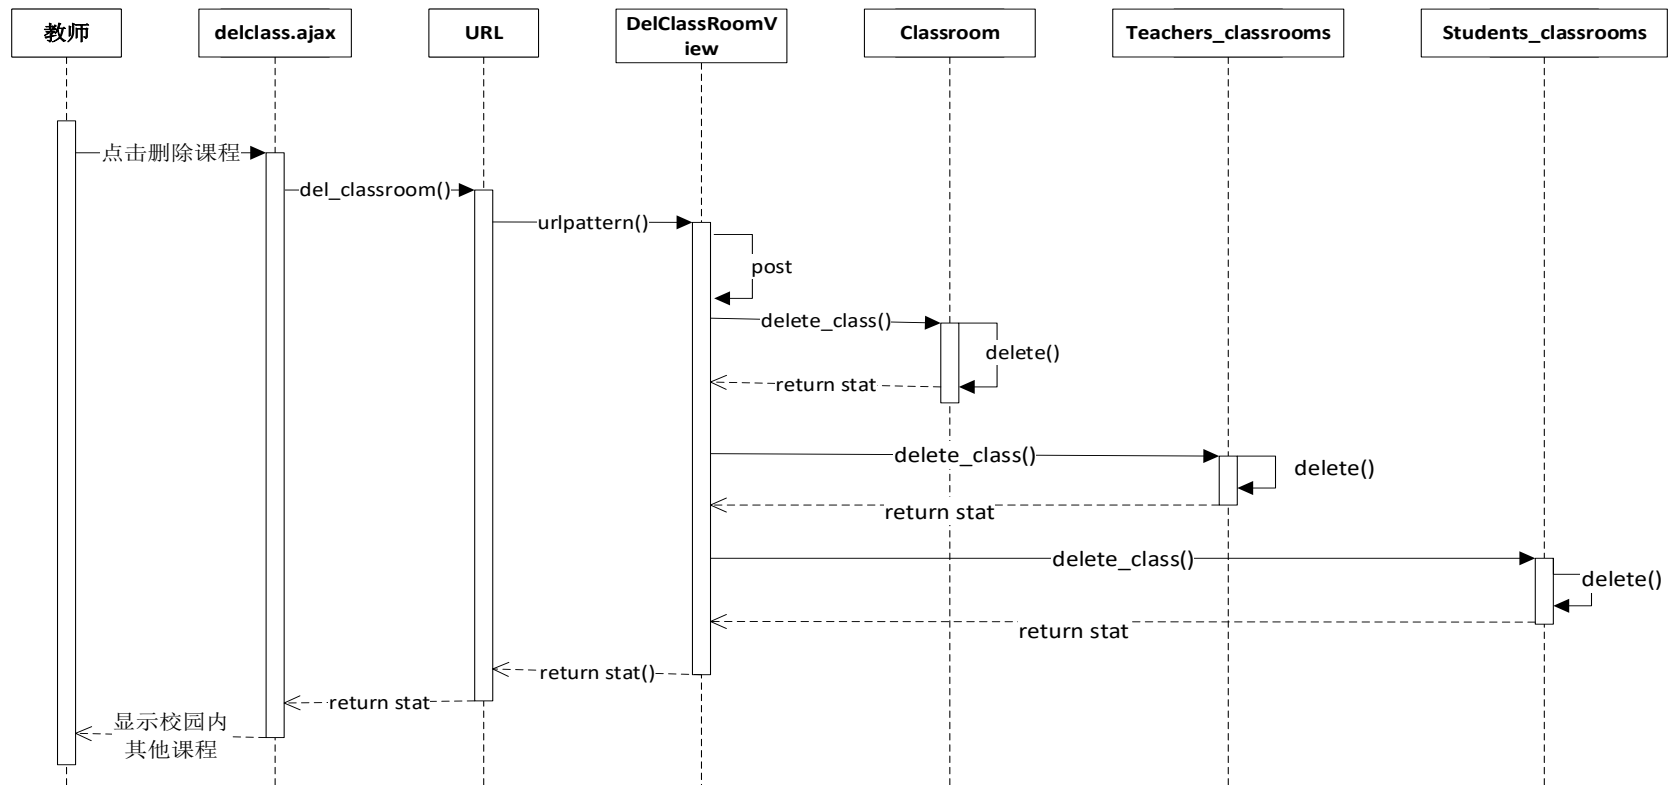 教师
delclass.ajax
URL
DelClassRoomV
iew
Classroom
Teachers_classrooms
Students_classrooms
点击删除课程
del_classroom()
urlpattern()
post
delete_class()
delete()
return stat
delete_class()
delete()
return stat
delete_class()
delete()
return stat
return stat()
return stat
显示校园内
其他课程